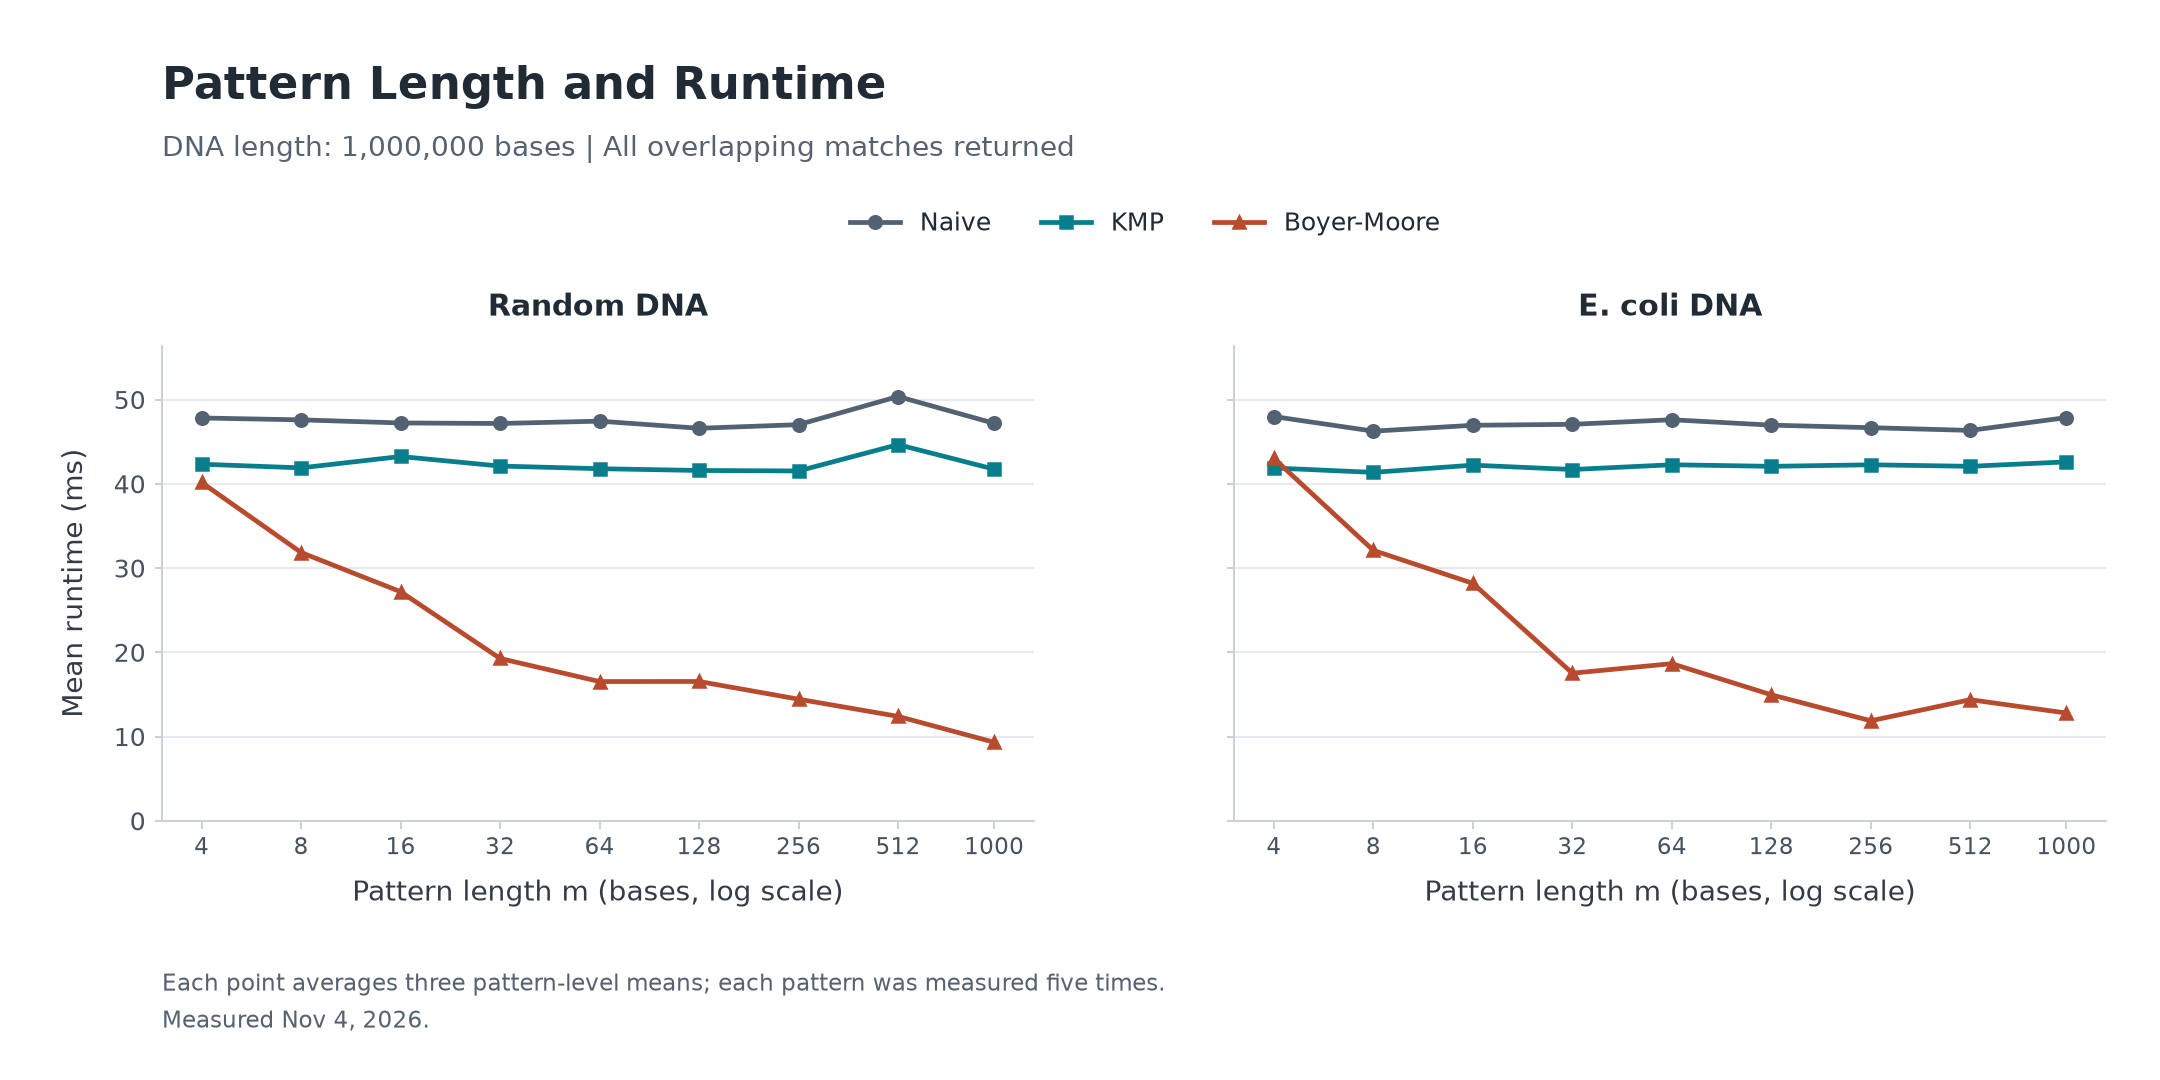 Pattern Length and Runtime
DNA length: 1,000,000 bases | All overlapping matches returned
Naive KMP Boyer-Moore
Random DNA
Mean runtime (ms)
50
40
30
20
10
0
4 8 16 32 64 128 256 512 1000
Pattern length m (bases, log scale)
E. coli DNA
4 8 16 32 64 128 256 512 1000
Pattern length m (bases, log scale)
Each point averages three pattern-level means; each pattern was measured five times.
Measured Nov 4, 2026.